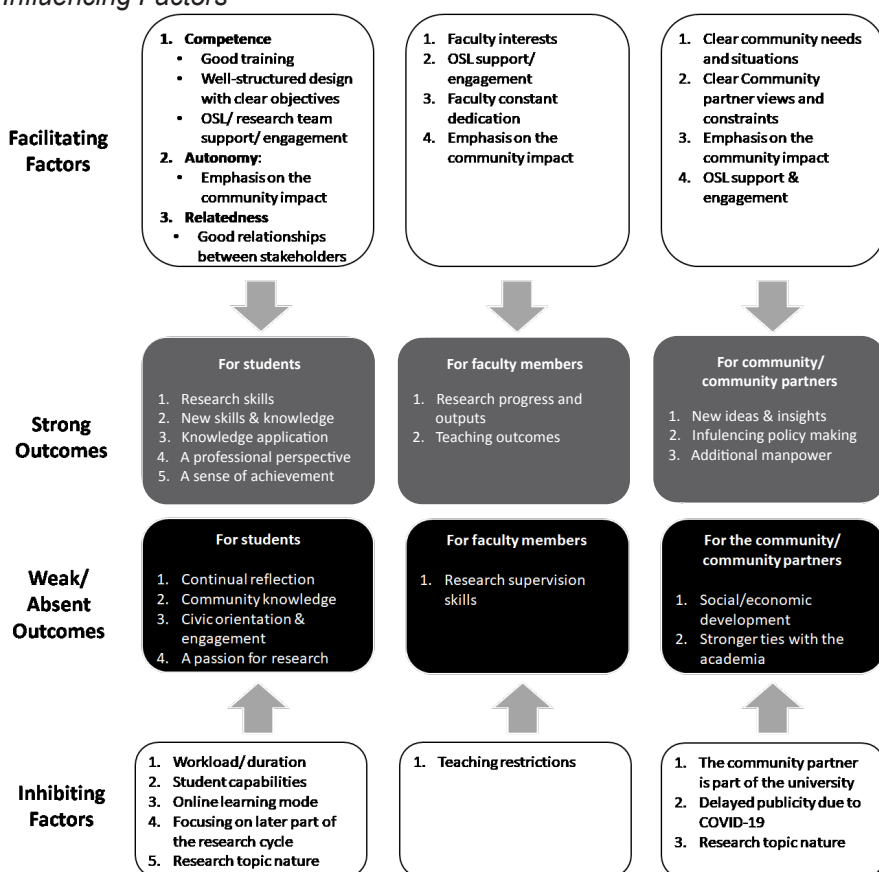 Influencing Factors
Facilitating
Factors
1. Competence
• Good training
• Well-structured design
with clear objectives
• OSL/ research team
support/ engagement
2. Autonomy:
• Emphasis on the
community impact
3. Relatedness
• Good relationships
between stakeholders
1. Faculty interests
2. OSL support/
engagement
3. Faculty constant
dedication
4. Emphasis on the
community impact
1. Clear community needs
and situations
2. Clear Community
partner views and
constraints
3. Emphasis on the
community impact
4. OSL support &
engagement
Strong
Outcomes
For students
1. Research skills
2. New skills & knowledge
3. Knowledge application
4. A professional perspective
5. A sense of achievement
For faculty members
1. Research progress and
outputs
2. Teaching outcomes
For community/
community partners
1. New ideas & insights
2. Infulencing policy making
3. Additional manpower
Weak/
Absent
Outcomes
For students
1. Continual reflection
2. Community knowledge
3. Civic orientation &
engagement
4. A passion for research
For faculty members
1. Research supervision
skills
For the community/
community partners
1. Social/economic
development
2. Stronger ties with the
academia
Inhibiting
Factors
1. Workload/ duration
2. Student capabilities
3. Online learning mode
4. Focusing on later part of
the research cycle
5. Research topic nature
1. Teaching restrictions
1. The community partner
is part of the university
2. Delayed publicity due to
COVID-19
3. Research topic nature